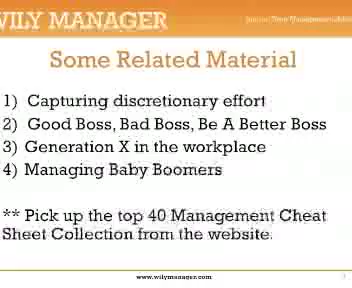 WILY MANAGER
Some Related Material
1) Capturing discretionary effort
2) Good Boss, Bad Boss, Be A Better Boss
3) Generation X in the workplace
4) Managing Baby Boomers
** Pick up the top 40 Management Cheat
Sheet Collection from the website.
www.wilymanager.com